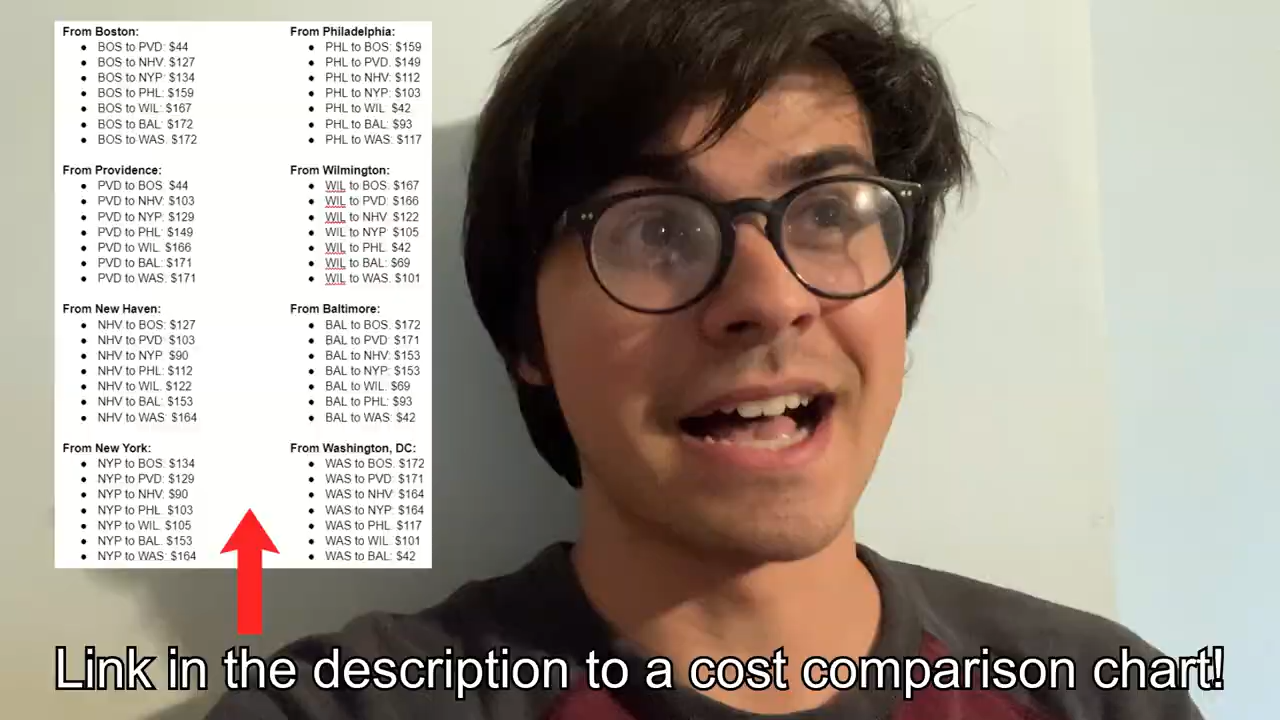 From Boston:
BOS to PVD: $44
BOS to NHV: $127
BOS to NYP: $134
BOS to PHL: $159
BOS to WIL: $167
BOS to BAL: $172
BOS to WAS: $172
From Providence:
PVD to BOS: $44
PVD to NHV: $103
PVD to NYP: $129
PVD to PHL: $149
PVD to WIL: $166
PVD to BAL: $171
PVD to WAS: $171
From New Haven:
NHV to BOS: $127
NHV to PVD: $103
NHV to NYP: $90
NHV to PHL: $112
NHV to WIL: $122
NHV to BAL: $153
NHV to WAS: $164
From New York:
NYP to BOS: $134
NYP to PVD: $129
NYP to NHV: $90
NYP to PHL: $103
NYP to WIL: $105
NYP to BAL: $153
NYP to WAS: $164
From Philadelphia:
PHL to BOS: $159
PHL to PVD: $149
PHL to NHV: $112
PHL to NYP: $103
PHL to WIL: $42
PHL to BAL: $93
PHL to WAS: $117
From Wilmington:
WIL to BOS: $167
WIL to PVD: $166
WIL to NHV: $122
WIL to NYP: $105
WIL to PHL: $42
WIL to BAL: $69
WIL to WAS: $101
From Baltimore:
BAL to BOS: $172
BAL to PVD: $171
BAL to NHV: $153
BAL to NYP: $153
BAL to WIL: $69
BAL to PHL: $93
BAL to WAS: $42
From Washington, DC:
WAS to BOS: $172
WAS to PVD: $171
WAS to NHV: $164
WAS to NYP: $164
WAS to PHL: $117
WAS to WIL: $101
WAS to BAL: $42
Link in the description to a cost comparison chart!